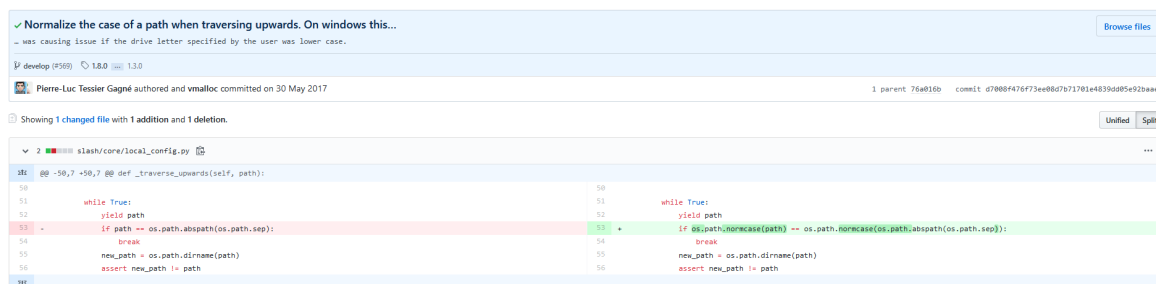 Normalize the case of a path when traversing upwards. On windows this…
Browse files
… was causing issue if the drive letter specified by the user was lower case.
develop (#569) 1.8.0 ... 1.3.0
Pierre-Luc Tessier Gagné authored and vmalloc committed on 30 May 2017
1 parent 76a016b commit d7008f476f73ee08d7b71701e4839dd05e92baae
Showing 1 changed file with 1 addition and 1 deletion.
Unified Split
2 slash/core/local_config.py
@@ -50,7 +50,7 @@ def _traverse_upwards(self, path):
50 50
51 while True: 51 while True:
52 yield path 52 yield path
53 - if path == os.path.abspath(os.path.sep): 53 + if os.path.normcase(path) == os.path.normcase(os.path.abspath(os.path.sep)):
54 break 54 break
55 new_path = os.path.dirname(path) 55 new_path = os.path.dirname(path)
56 assert new_path != path 56 assert new_path != path